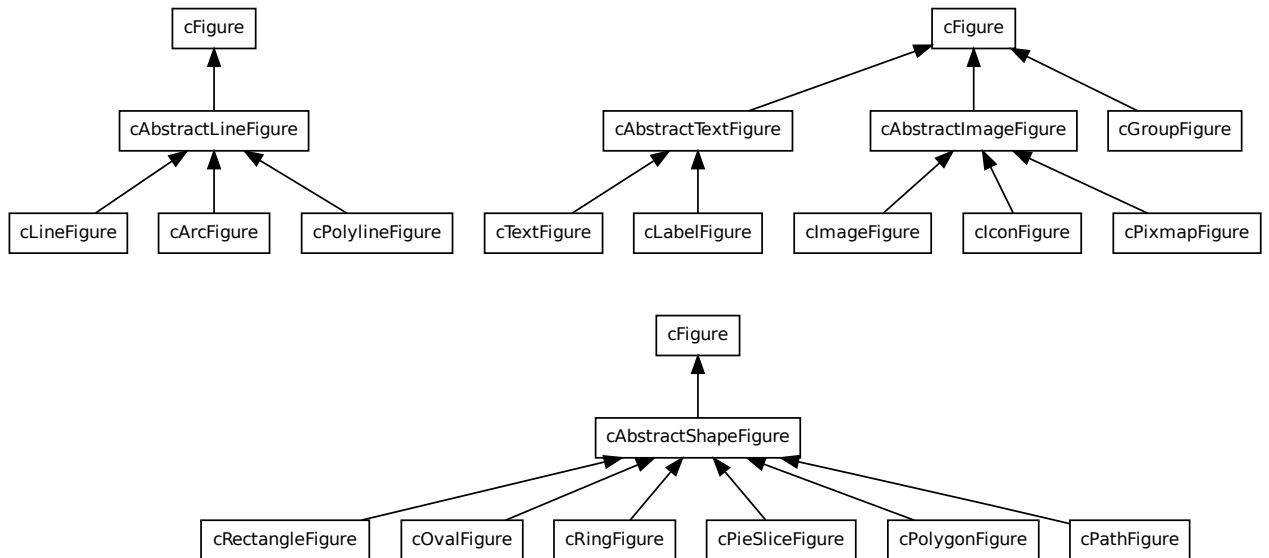 cFigure
cFigure
cAbstractLineFigure
cAbstractTextFigure
cAbstractImageFigure
cGroupFigure
cLineFigure
cArcFigure
cPolylineFigure
cTextFigure
cLabelFigure
cImageFigure
cIconFigure
cPixmapFigure
cFigure
cAbstractShapeFigure
cRectangleFigure
cOvalFigure
cRingFigure
cPieSliceFigure
cPolygonFigure
cPathFigure